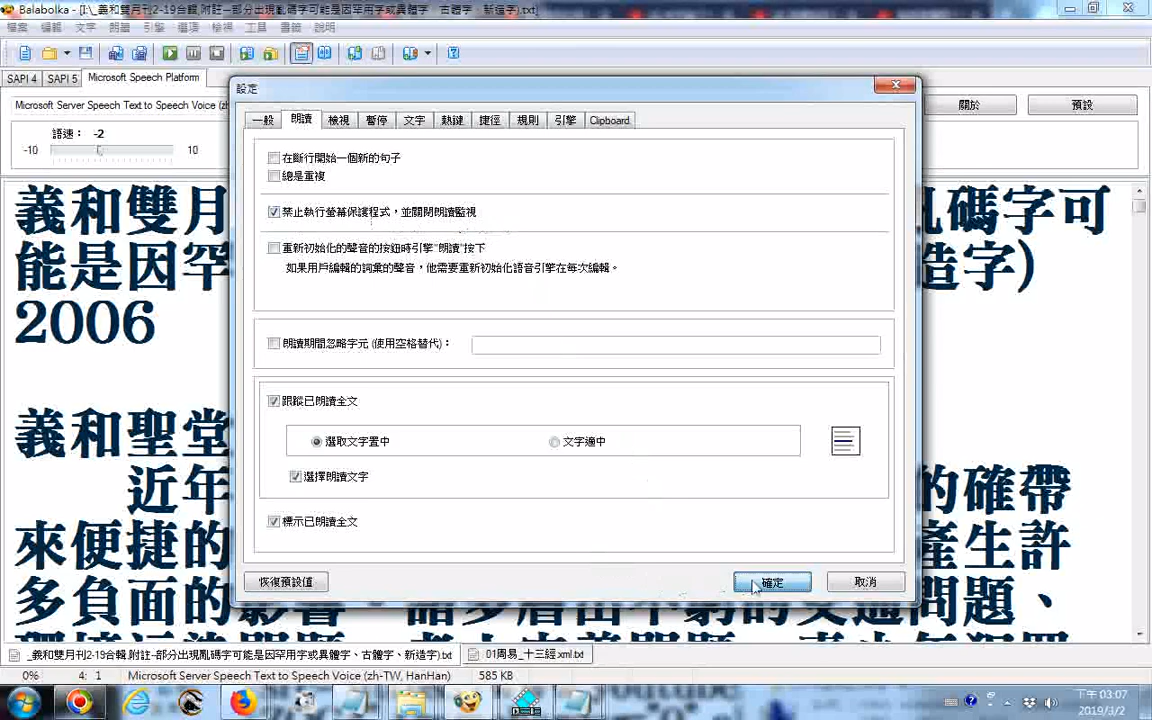 Balabolka - [I:\_義和雙月刊2-19合輯,附註--部分出現亂碼字可能是因罕用字或異體字、古體字、新造字).txt]
檔案 編輯 文字 朗讀 引擎 選項 檢視 工具 書籤 說明
SAPI 4 SAPI 5 Microsoft Speech Platform
Microsoft Server Speech Text to Speech Voice (zh
關於 預設
語速： -2
-10 10
設定
一般 朗讀 檢視 暫停 文字 熱鍵 捷徑 規則 引擎 Clipboard
在斷行開始一個新的句子
總是重複
禁止執行螢幕保護程式，並關閉朗讀監視
重新初始化的聲音的按鈕時引擎"朗讀"按下
如果用戶編輯的詞彙的聲音，他需要重新初始化語音引擎在每次編輯。
朗讀期間忽略字元 (使用空格替代)：
跟蹤已朗讀全文
選取文字置中 文字適中
選擇朗讀文字
標示已朗讀全文
恢復預設值 確定 取消
義和雙月 亂碼字可
能是因罕 造字)
2006
義和聖堂
近年 的確帶
來便捷的 產生許
多負面的影響 諸多層出不窮的交通問題、
_義和雙月刊2-19合輯,附註--部分出現亂碼字可能是因罕用字或異體字、古體字、新造字).txt 01周易_十三經.xml.txt
0% 4: 1 Microsoft Server Speech Text to Speech Voice (zh-TW, HanHan) 585 KB
下午 03:07
2019/3/2